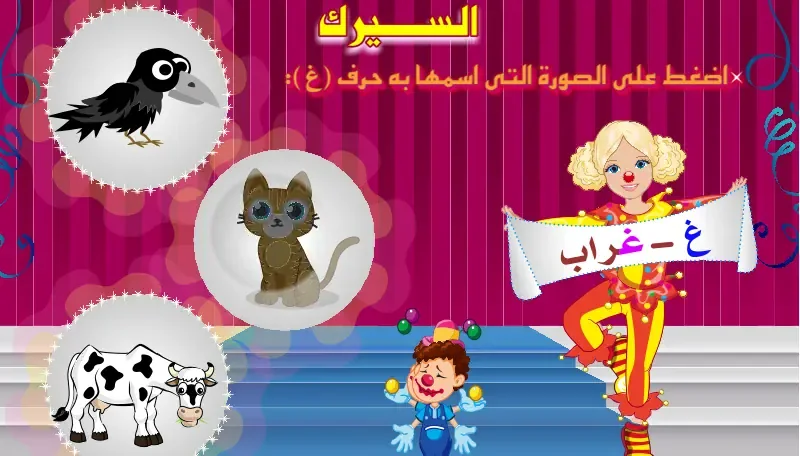 السيرك
×اضغط على الصورة التى اسمها به حرف (غ):
غ - غراب